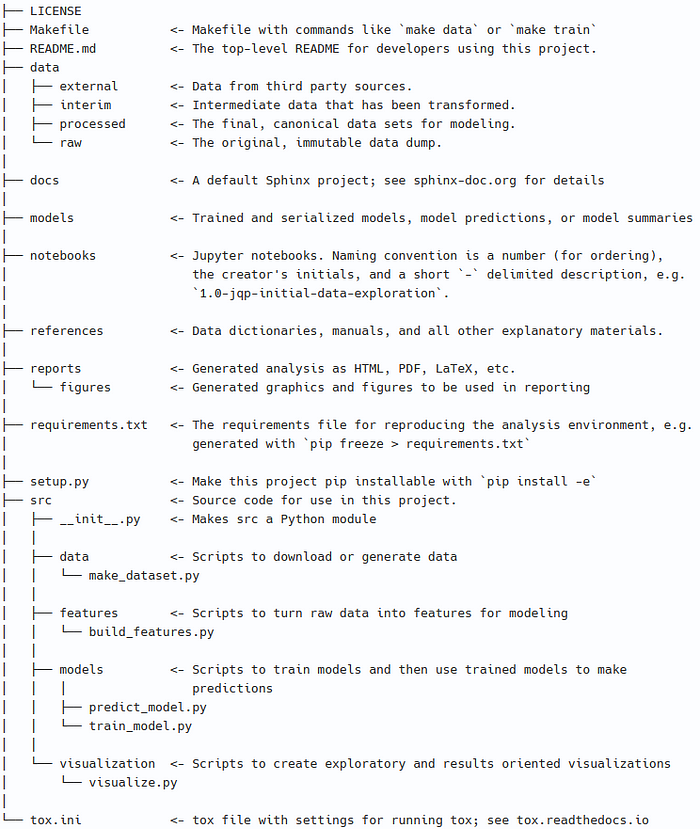 ├── LICENSE
├── Makefile           <- Makefile with commands like `make data` or `make train`
├── README.md          <- The top-level README for developers using this project.
├── data
│   ├── external       <- Data from third party sources.
│   ├── interim        <- Intermediate data that has been transformed.
│   ├── processed      <- The final, canonical data sets for modeling.
│   └── raw            <- The original, immutable data dump.
│
├── docs               <- A default Sphinx project; see sphinx-doc.org for details
│
├── models             <- Trained and serialized models, model predictions, or model summaries
│
├── notebooks          <- Jupyter notebooks. Naming convention is a number (for ordering),
│                         the creator's initials, and a short `-` delimited description, e.g.
│                         `1.0-jqp-initial-data-exploration`.
│
├── references         <- Data dictionaries, manuals, and all other explanatory materials.
│
├── reports            <- Generated analysis as HTML, PDF, LaTeX, etc.
│   └── figures        <- Generated graphics and figures to be used in reporting
│
├── requirements.txt   <- The requirements file for reproducing the analysis environment, e.g.
│                         generated with `pip freeze > requirements.txt`
│
├── setup.py           <- Make this project pip installable with `pip install -e`
├── src                <- Source code for use in this project.
│   ├── __init__.py    <- Makes src a Python module
│   │
│   ├── data           <- Scripts to download or generate data
│   │   └── make_dataset.py
│   │
│   ├── features       <- Scripts to turn raw data into features for modeling
│   │   └── build_features.py
│   │
│   ├── models         <- Scripts to train models and then use trained models to make
│   │   │                 predictions
│   │   ├── predict_model.py
│   │   └── train_model.py
│   │
│   └── visualization  <- Scripts to create exploratory and results oriented visualizations
│       └── visualize.py
│
└── tox.ini            <- tox file with settings for running tox; see tox.readthedocs.io